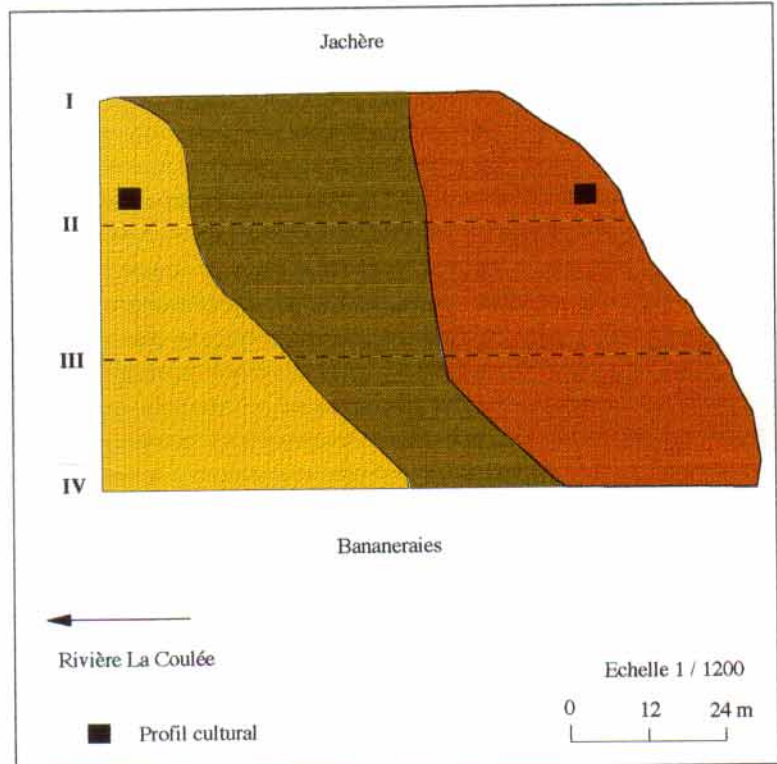 Jachère
I
II
III
IV
Bananeraies
Rivière La Coulée
Echelle 1 / 1200
0 12 24 m
Profil cultural